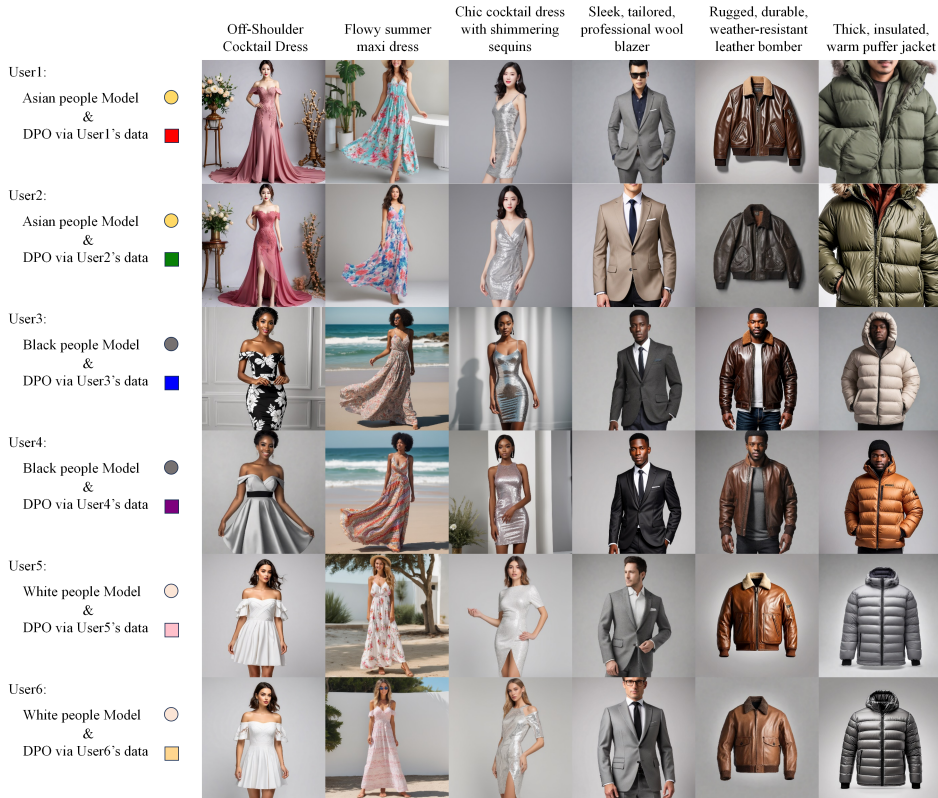 Off-Shoulder
Cocktail Dress
Flowy summer
maxi dress
Chic cocktail dress
with shimmering
sequins
Sleek, tailored,
professional wool
blazer
Rugged, durable,
weather-resistant
leather bomber
Thick, insulated,
warm puffer jacket
User1:
Asian people Model
&
DPO via User1's data
User2:
Asian people Model
&
DPO via User2's data
User3:
Black people Model
&
DPO via User3's data
User4:
Black people Model
&
DPO via User4's data
User5:
White people Model
&
DPO via User5's data
User6:
White people Model
&
DPO via User6's data